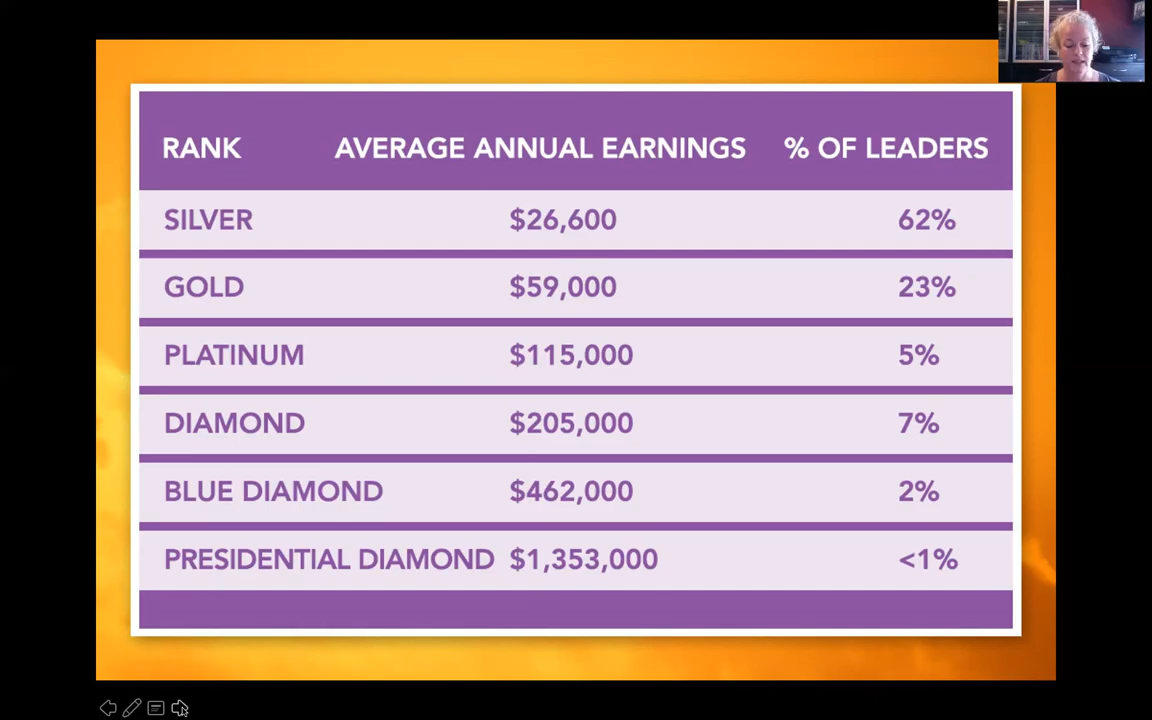 RANK AVERAGE ANNUAL EARNINGS % OF LEADERS
SILVER $26,600 62%
GOLD $59,000 23%
PLATINUM $115,000 5%
DIAMOND $205,000 7%
BLUE DIAMOND $462,000 2%
PRESIDENTIAL DIAMOND $1,353,000 <1%